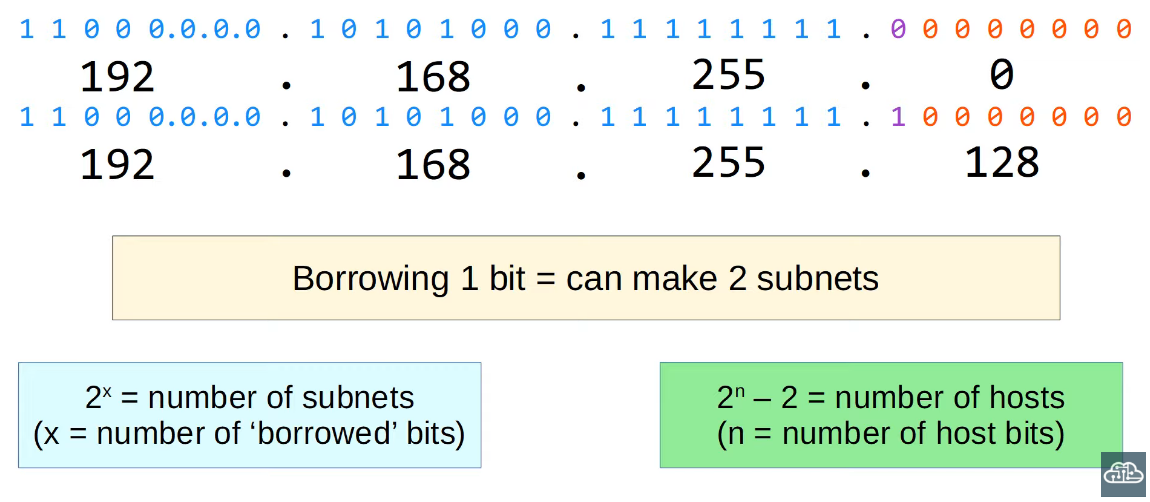 1 1 0 0 0.0.0.0 . 1 0 1 0 1 0 0 0 . 1 1 1 1 1 1 1 1 . 0 0 0 0 0 0 0 0
192 . 168 . 255 . 0
1 1 0 0 0.0.0.0 . 1 0 1 0 1 0 0 0 . 1 1 1 1 1 1 1 1 . 1 0 0 0 0 0 0 0
192 . 168 . 255 . 128
Borrowing 1 bit = can make 2 subnets
2ˣ = number of subnets
(x = number of ‘borrowed’ bits)
2ⁿ – 2 = number of hosts
(n = number of host bits)